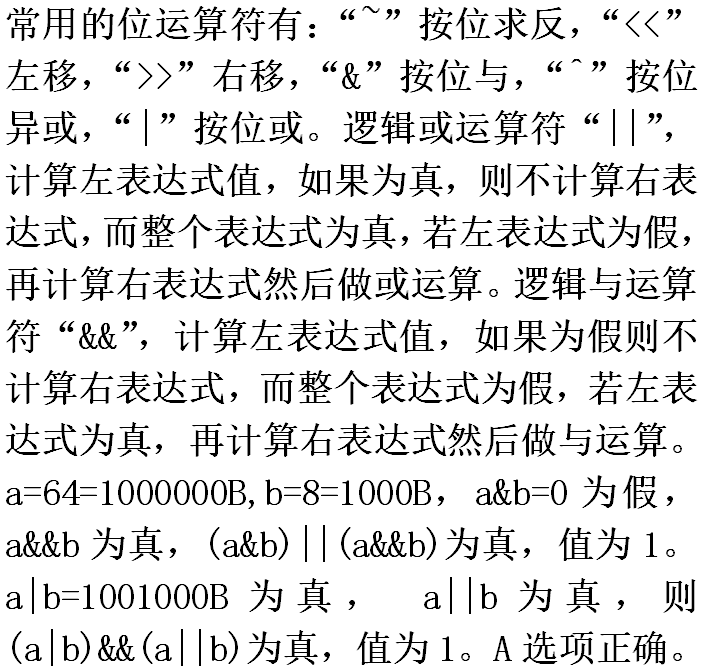 常用的位运算符有：“~”按位求反，“<<”
左移，“>>”右移，“&”按位与，“^”按位
异或，“|”按位或。逻辑或运算符“||”，
计算左表达式值，如果为真，则不计算右表
达式，而整个表达式为真，若左表达式为假，
再计算右表达式然后做或运算。逻辑与运算
符“&&”，计算左表达式值，如果为假则不
计算右表达式，而整个表达式为假，若左表
达式为真，再计算右表达式然后做与运算。
a=64=1000000B,b=8=1000B，a&b=0 为假，
a&&b 为真，(a&b)||(a&&b)为真，值为 1。
a|b=1001000B 为真， a||b 为真，则
(a|b)&&(a||b)为真，值为 1。A 选项正确。